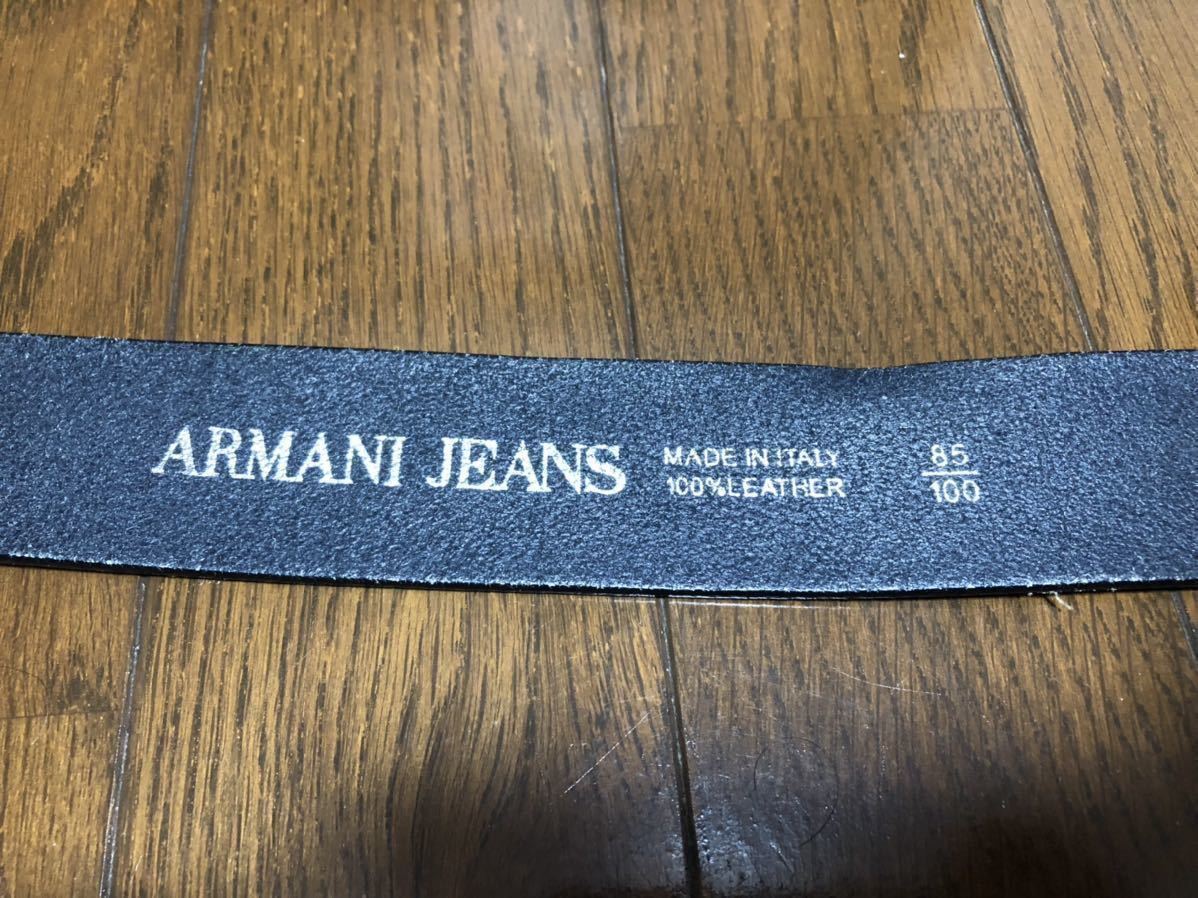 ARMANI JEANS
MADE IN ITALY
100%LEATHER
85
100